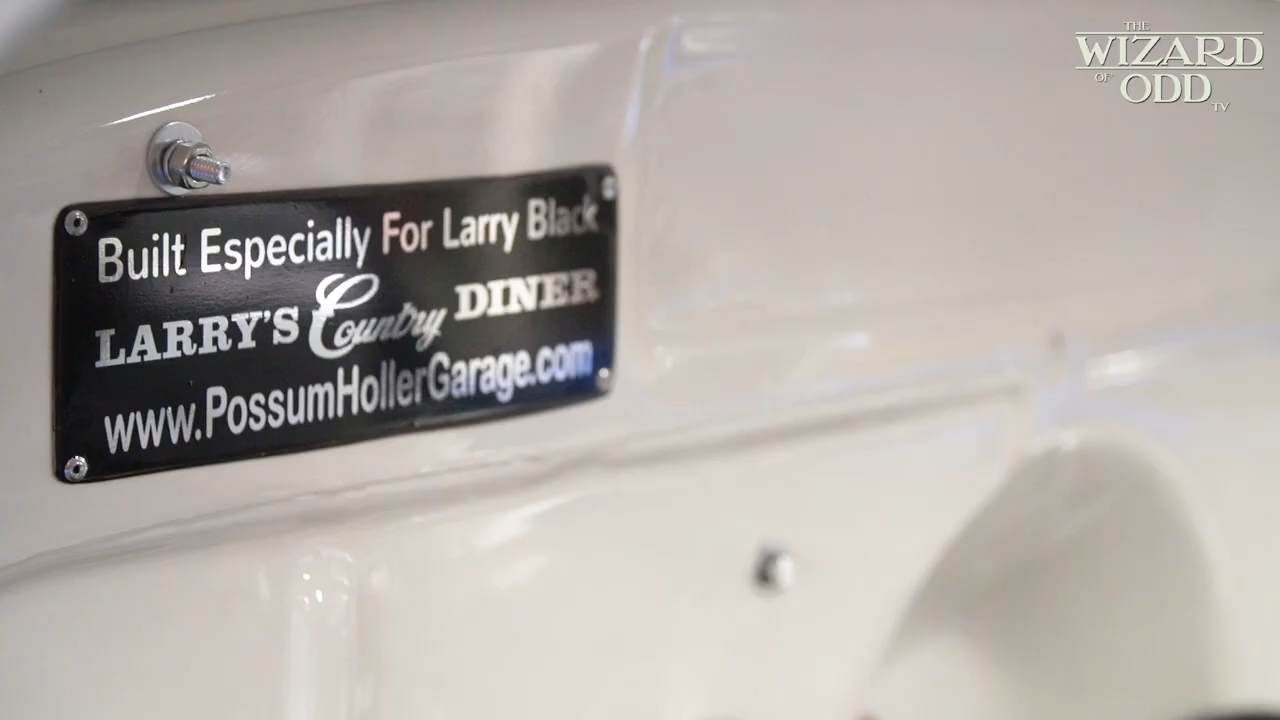 THE
WIZARD
OF ODD
TV
Built Especially For Larry Black
LARRY'S Country DINER
www.PossumHollerGarage.com